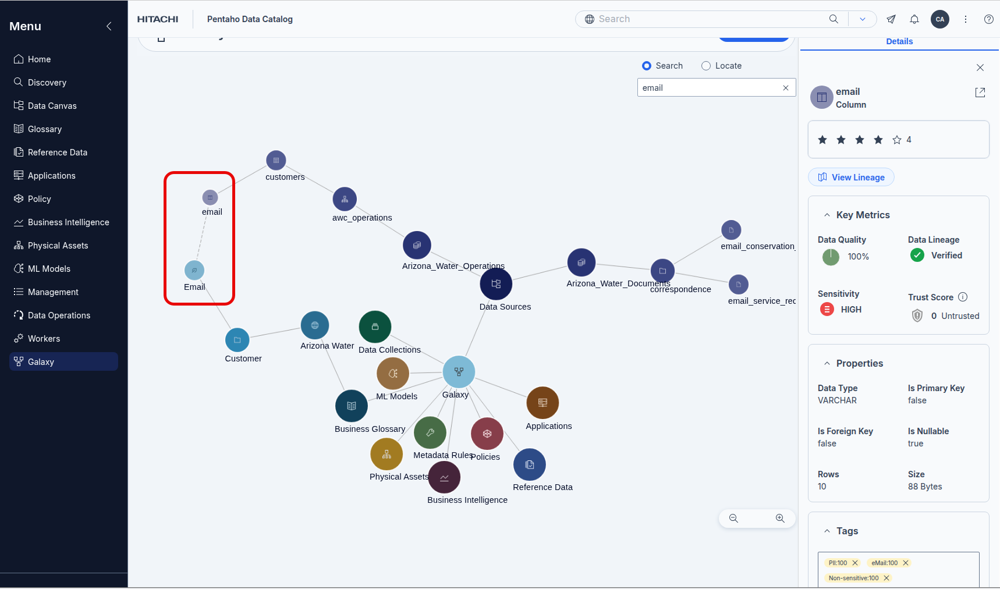 Menu
Home
Discovery
Data Canvas
Glossary
Reference Data
Applications
Policy
Business Intelligence
Physical Assets
ML Models
Management
Data Operations
Workers
Galaxy
HITACHI
Pentaho Data Catalog
Search
CA
Search
Locate
email
customers
email
awc_operations
Arizona_Water_Operations
Email
Data Sources
Arizona_Water_Documents
correspondence
email_conservation_
email_service_rec
Customer
Arizona Water
Data Collections
ML Models
Galaxy
Business Glossary
Applications
Metadata Rules
Policies
Physical Assets
Business Intelligence
Reference Data
Details
email
Column
4
View Lineage
Key Metrics
Data Quality
Data Lineage
100%
Verified
Sensitivity
Trust Score
HIGH
0 Untrusted
Properties
Data Type
Is Primary Key
VARCHAR
false
Is Foreign Key
Is Nullable
false
true
Rows
Size
10
88 Bytes
Tags
PII:100
eMail:100
Non-sensitive:100